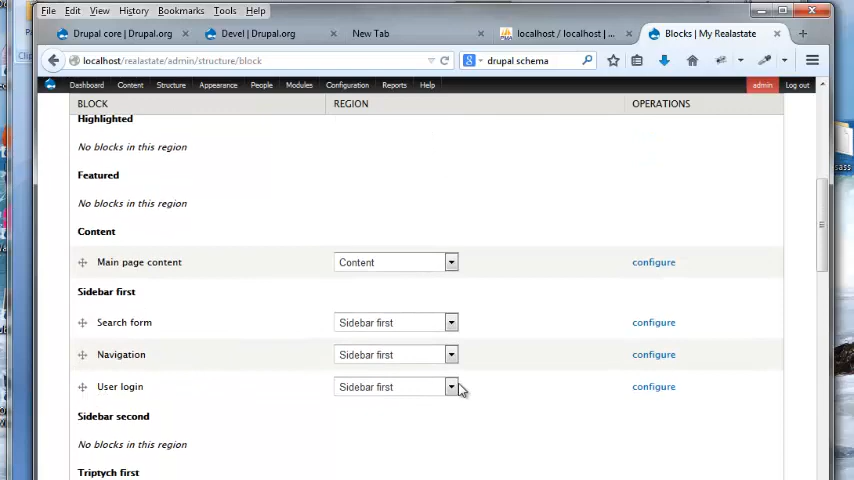 File Edit View History Bookmarks Tools Help
Drupal core | Drupal.org Devel | Drupal.org New Tab localhost / localhost | ... Blocks | My Realastate
localhost/realastate/admin/structure/block drupal schema
Dashboard Content Structure Appearance People Modules Configuration Reports Help admin Log out
BLOCK REGION OPERATIONS
Highlighted
No blocks in this region
Featured
No blocks in this region
Content
Main page content Content configure
Sidebar first
Search form Sidebar first configure
Navigation Sidebar first configure
User login Sidebar first configure
Sidebar second
No blocks in this region
Triptych first